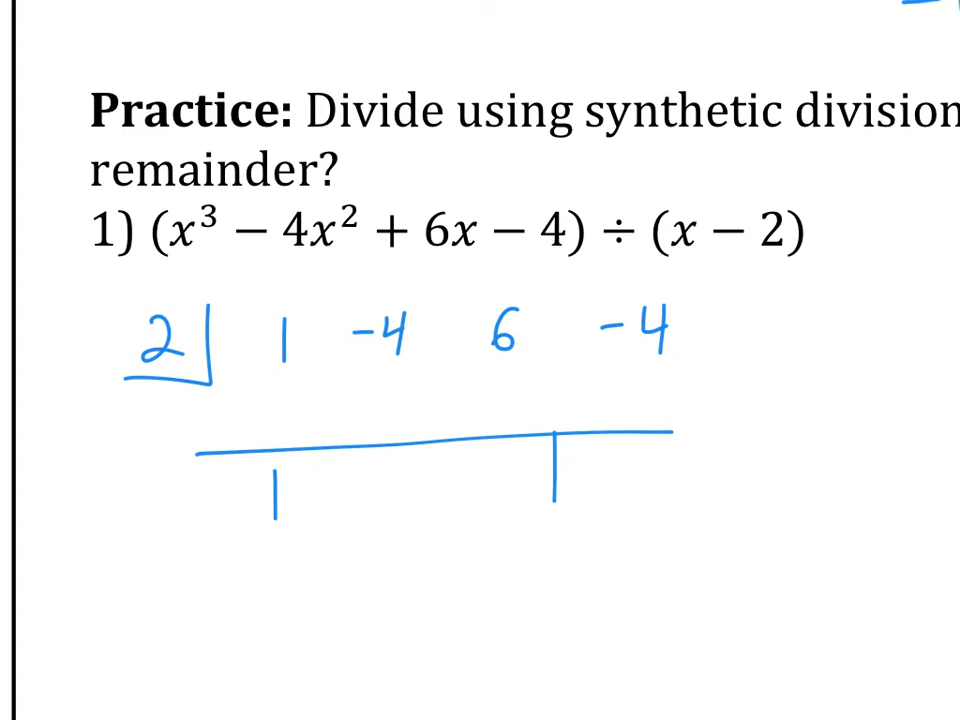 Practice: Divide using synthetic division
remainder?
1) (x³ − 4x² + 6x − 4) ÷ (x − 2)
2 1 -4 6 -4
1